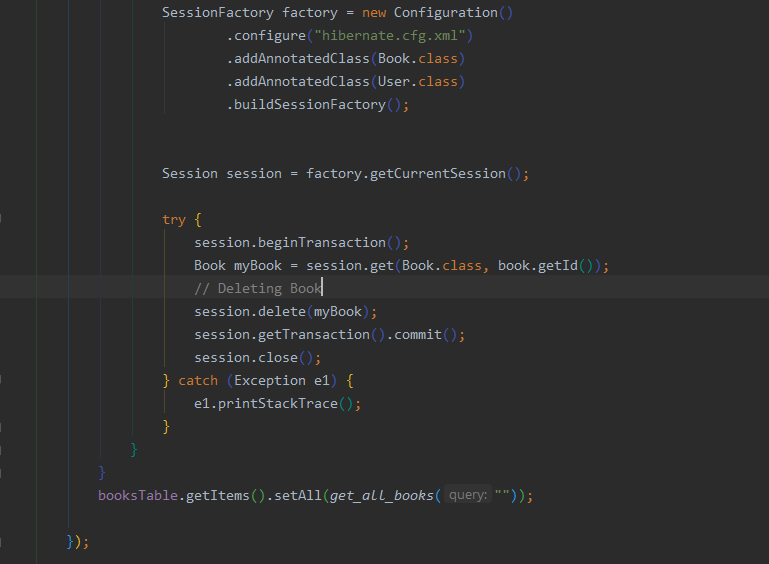 SessionFactory factory = new Configuration()
.configure("hibernate.cfg.xml")
.addAnnotatedClass(Book.class)
.addAnnotatedClass(User.class)
.buildSessionFactory();
Session session = factory.getCurrentSession();
try {
session.beginTransaction();
Book myBook = session.get(Book.class, book.getId());
// Deleting Book
session.delete(myBook);
session.getTransaction().commit();
session.close();
} catch (Exception e1) {
e1.printStackTrace();
}
}
}
booksTable.getItems().setAll(get_all_books( query: ""));
});